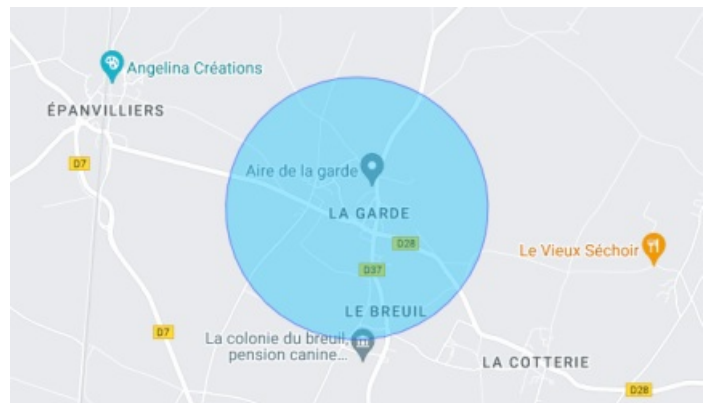 Angelina Créations
ÉPANVILLIERS
D7
Aire de la garde
LA GARDE
D28
Le Vieux Séchoir
D37
LE BREUIL
D7
La colonie du breuil,
pension canine...
LA COTTERIE
D28